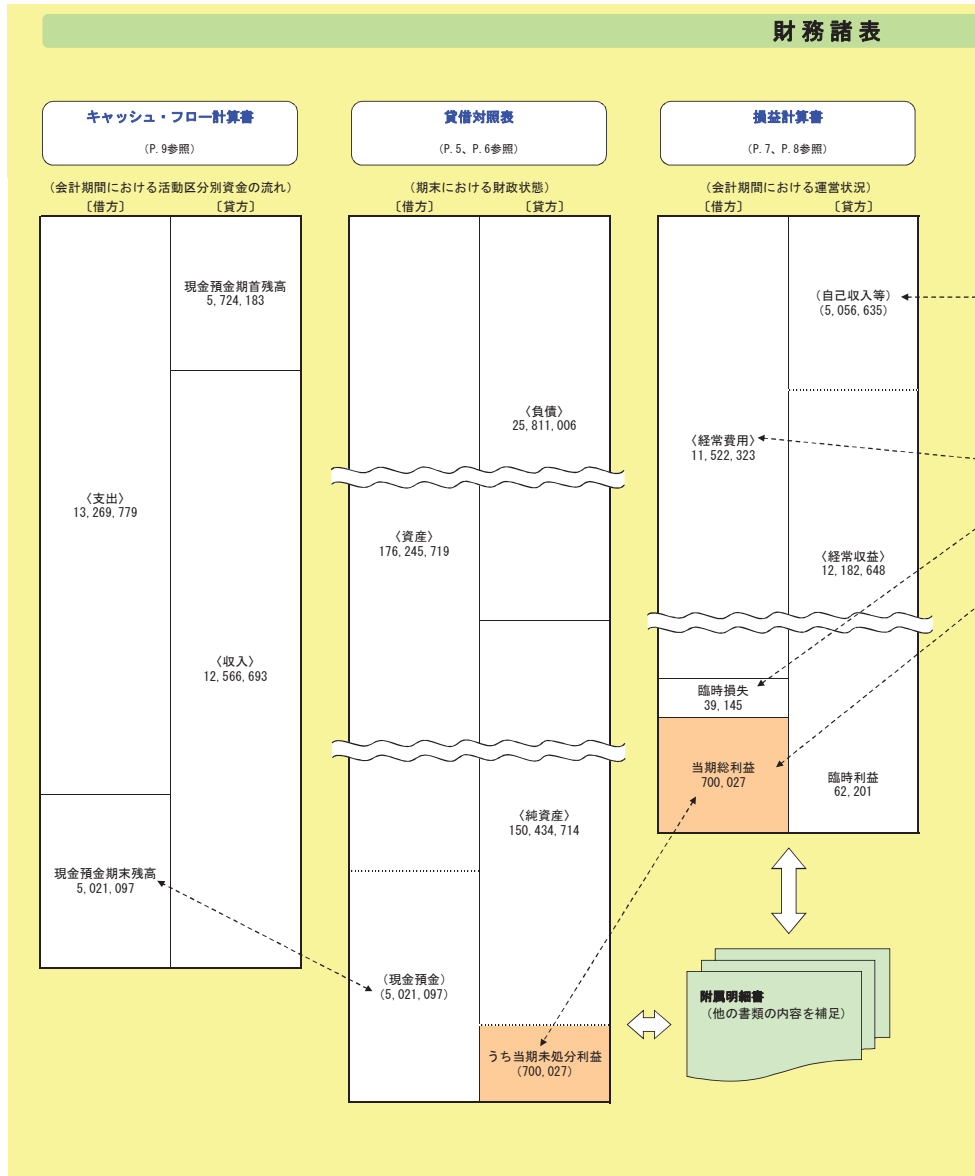 財務諸表
キャッシュ・フロー計算書
(P. 9参照)
(会計期間における活動区分別資金の流れ)
〔借方〕
〔貸方〕
現金預金期首残高
5,724,183
〈支出〉
13,269,779
〈収入〉
12,566,693
現金預金期末残高
5,021,097
貸借対照表
(P. 5、P. 6参照)
(期末における財政状態)
〔借方〕
〔貸方〕
〈負債〉
25,811,006
〈資産〉
176,245,719
〈純資産〉
150,434,714
(現金預金)
(5,021,097)
うち当期未処分利益
(700,027)
損益計算書
(P. 7、P. 8参照)
(会計期間における運営状況)
〔借方〕
〔貸方〕
(自己収入等)
(5,056,635)
〈経常費用〉
11,522,323
〈経常収益〉
12,182,648
臨時損失
39,145
当期総利益
700,027
臨時利益
62,201
附属明細書
(他の書類の内容を補足)